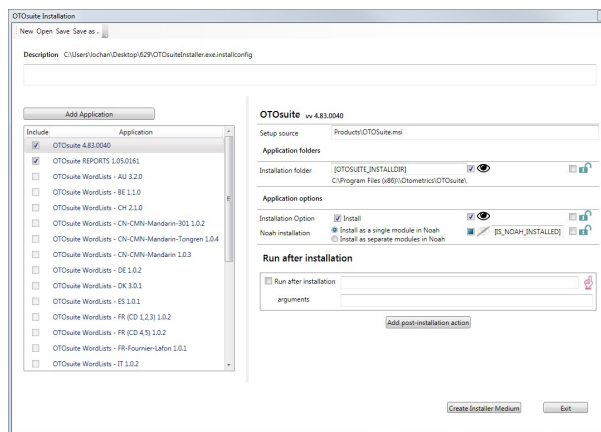 OTOsuite Installation
New Open Save Save as ..
Description C:\Users\lochan\Desktop\629\OTOsuiteInstaller.exe.installconfig
Add Application
Include Application
OTOsuite 4.83.0040
OTOsuite REPORTS 1.05.0161
OTOsuite WordLists - AU 3.2.0
OTOsuite WordLists - BE 1.1.0
OTOsuite WordLists - CH 2.1.0
OTOsuite WordLists - CN-CMN-Mandarin-301 1.0.2
OTOsuite WordLists - CN-CMN-Mandarin-Tongren 1.0.4
OTOsuite WordLists - CN-CMN-Mandarin 1.0.3
OTOsuite WordLists - DE 1.0.2
OTOsuite WordLists - DK 3.0.1
OTOsuite WordLists - ES 1.0.1
OTOsuite WordLists - FR (CD 1,2,3) 1.0.2
OTOsuite WordLists - FR (CD 4,5) 1.0.2
OTOsuite WordLists - FR-Fournier-Lafon 1.0.1
OTOsuite WordLists - IT 1.0.2
OTOsuite vv 4.83.0040
Setup source Products\OTOSuite.msi
Application folders
Installation folder [OTOSUITE_INSTALLDIR]
C:\Program Files (x86)\\Otometrics\OTOsuite\
Application options
Installation Option Install
Noah installation Install as a single module in Noah [IS_NOAH_INSTALLED]
Install as separate modules in Noah
Run after installation
Run after installation
arguments
Add post-installation action
Create Installer Medium Exit